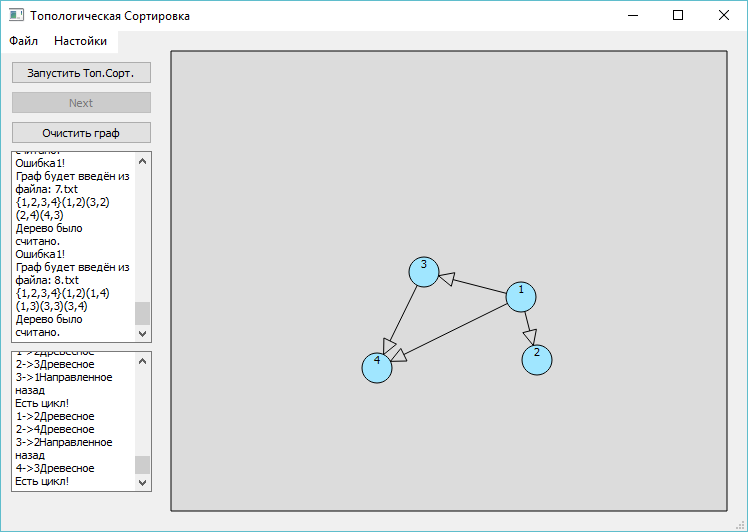 Топологическая Сортировка
Файл Настойки
Запустить Топ.Сорт.
Next
Очистить граф
считано.
Ошибка1!
Граф будет введён из
файла: 7.txt
{1,2,3,4}(1,2)(3,2)
(2,4)(4,3)
Дерево было
считано.
Ошибка1!
Граф будет введён из
файла: 8.txt
{1,2,3,4}(1,2)(1,4)
(1,3)(3,3)(3,4)
Дерево было
считано.
1->2Древесное
2->3Древесное
3->1Направленное
назад
Есть цикл!
1->2Древесное
2->4Древесное
3->2Направленное
назад
4->3Древесное
Есть цикл!
3
1
2
4